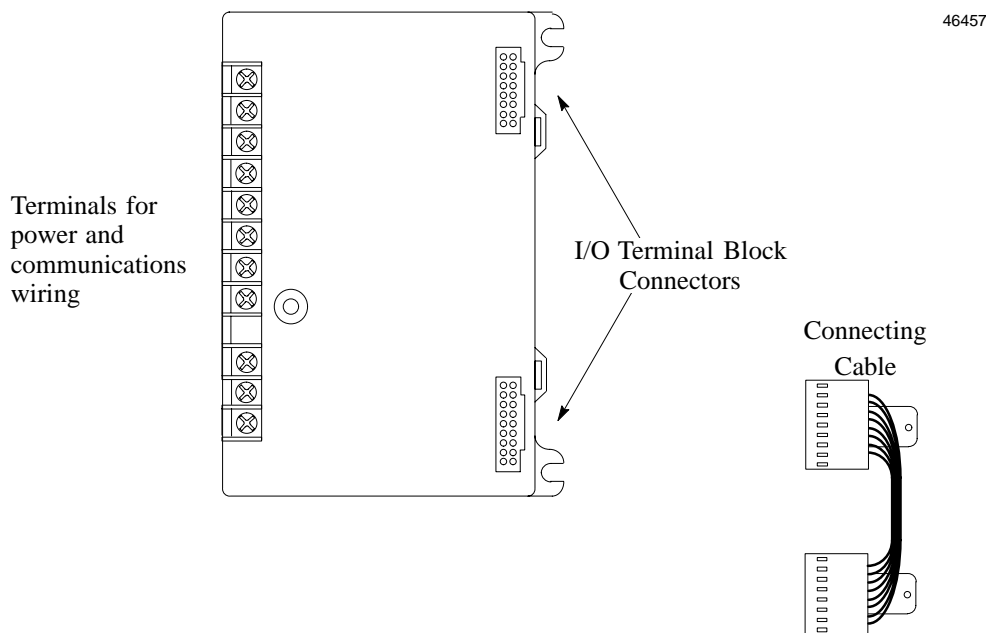 46457
Terminals for
power and
communications
wiring
I/O Terminal Block
Connectors
Connecting
Cable